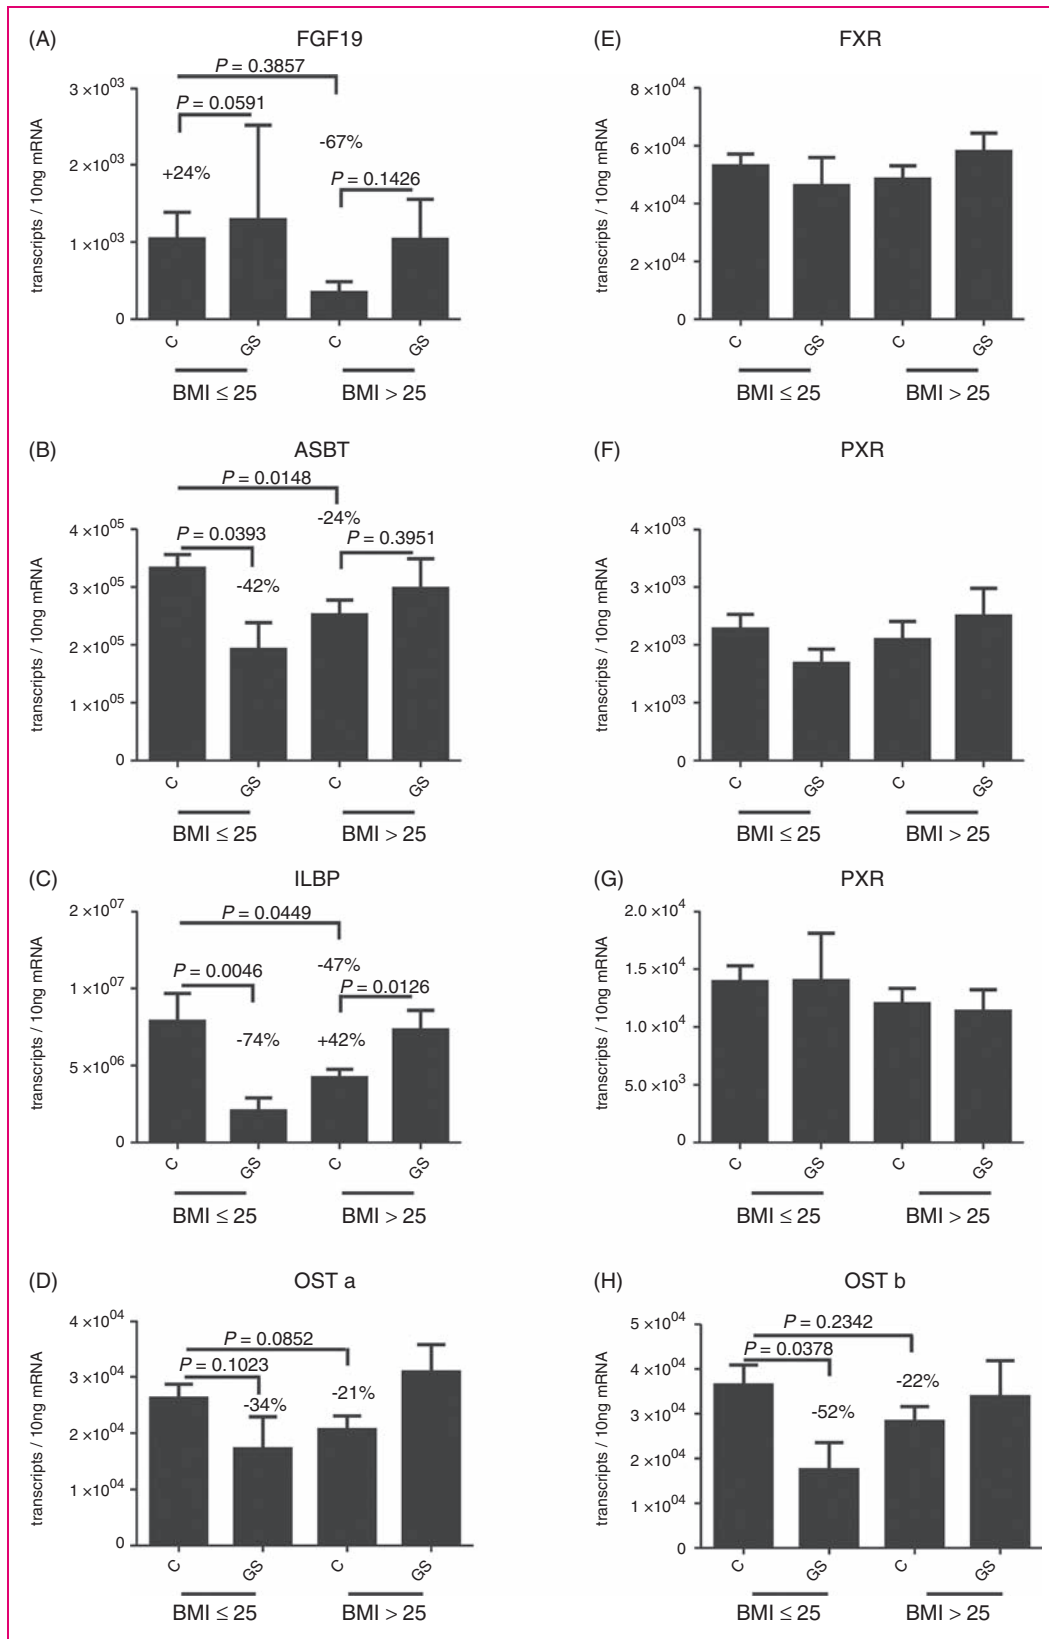 (A) FGF19
P = 0.3857
3 ×10^03
P = 0.0591
-67%
2 ×10^03
+24%
P = 0.1426
1 ×10^03
0
transcripts / 10ng mRNA
C GS C GS
BMI ≤ 25 BMI > 25
(E) FXR
8 ×10^04
6 ×10^04
4 ×10^04
2 ×10^04
0
transcripts / 10ng mRNA
C GS C GS
BMI ≤ 25 BMI > 25
(B) ASBT
P = 0.0148
-24%
4 ×10^05
P = 0.0393
P = 0.3951
3 ×10^05
-42%
2 ×10^05
1 ×10^05
0
transcripts / 10ng mRNA
C GS C GS
BMI ≤ 25 BMI > 25
(F) PXR
4 ×10^03
3 ×10^03
2 ×10^03
1 ×10^03
0
transcripts / 10ng mRNA
C GS C GS
BMI ≤ 25 BMI > 25
(C) ILBP
2 ×10^07
P = 0.0449
-47%
P = 0.0046
1 ×10^07
P = 0.0126
-74%
+42%
5 ×10^06
0
transcripts / 10ng mRNA
C GS C GS
BMI ≤ 25 BMI > 25
(G) PXR
2.0 ×10^4
1.5 ×10^4
1.0 ×10^4
5.0 ×10^3
0
transcripts / 10ng mRNA
C GS C GS
BMI ≤ 25 BMI > 25
(D) OST a
4 ×10^04
P = 0.0852
P = 0.1023
3 ×10^04
-34%
-21%
2 ×10^04
1 ×10^04
0
transcripts / 10ng mRNA
C GS C GS
BMI ≤ 25 BMI > 25
(H) OST b
5 ×10^04
P = 0.2342
P = 0.0378
4 ×10^04
-22%
-52%
3 ×10^04
2 ×10^04
1 ×10^04
0
transcripts / 10ng mRNA
C GS C GS
BMI ≤ 25 BMI > 25